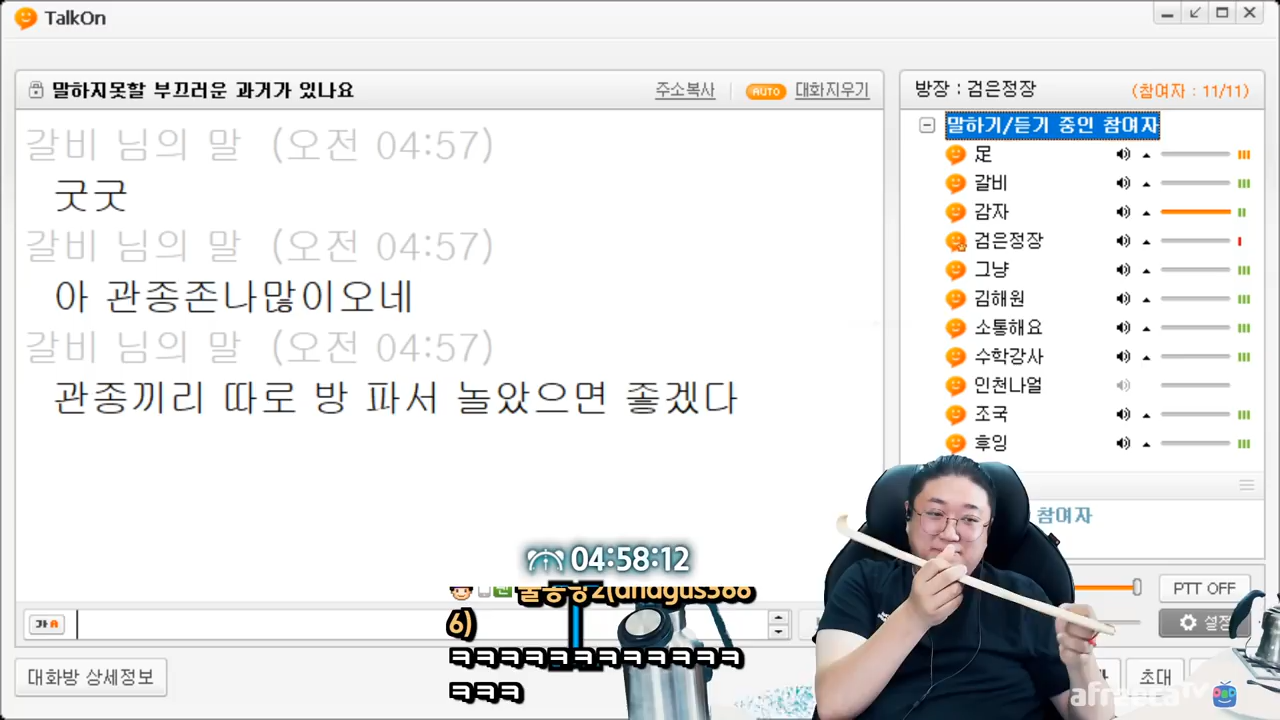 TalkOn
말하지못할 부끄러운 과거가 있나요
주소복사
AUTO
대화지우기
갈비 님의 말 (오전 04:57)
굿굿
갈비 님의 말 (오전 04:57)
아 관종존나많이오네
갈비 님의 말 (오전 04:57)
관종끼리 따로 방 파서 놀았으면 좋겠다
방장 : 검은정장
(참여자 : 11/11)
말하기/듣기 중인 참여자
足
갈비
감자
검은정장
그냥
김해원
소통해요
수학강사
인천나얼
조국
후잉
참여자
PTT OFF
설정
04:58:12
6)
ㅋㅋㅋㅋㅋㅋㅋㅋㅋㅋㅋㅋ
ㅋㅋㅋ
가
대화방 상세정보
초대